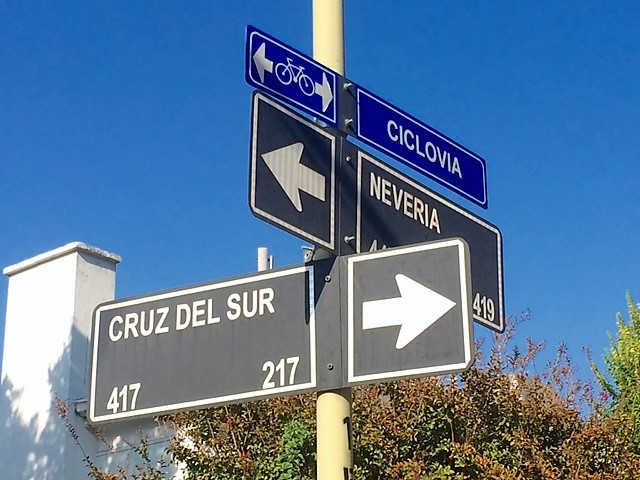 CICLOVIA
NEVERIA
419
CRUZ DEL SUR
417 217